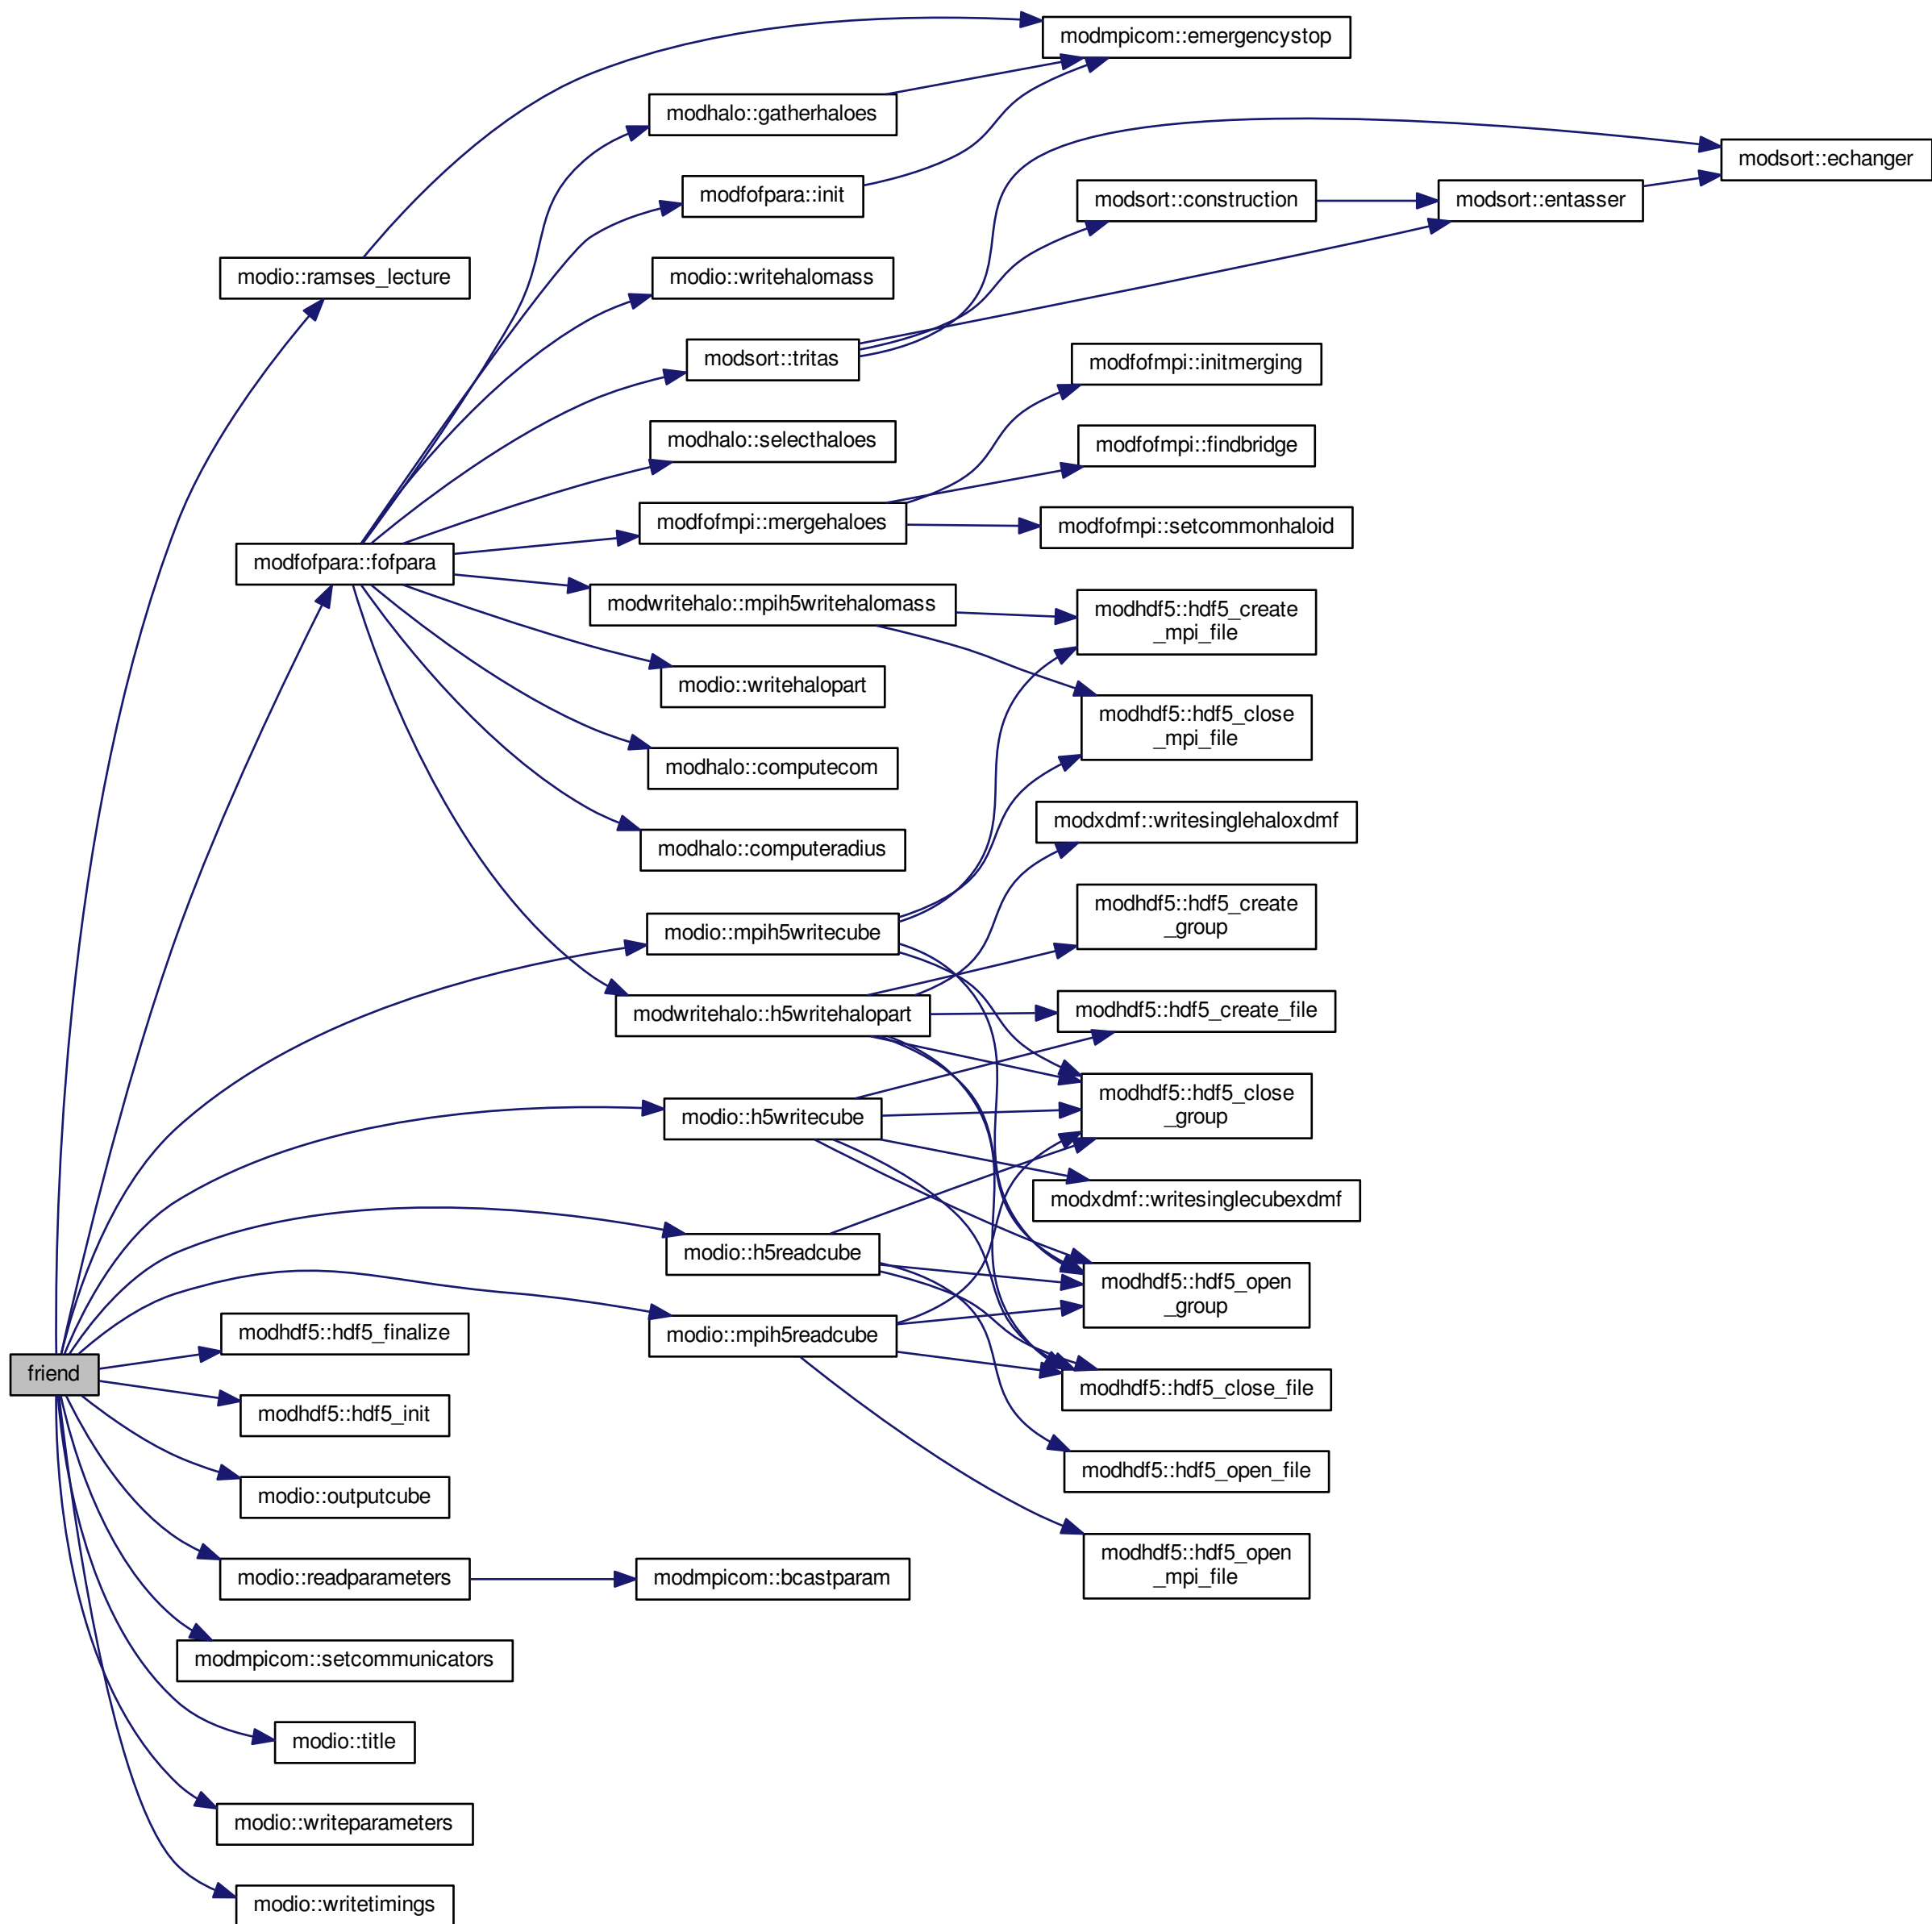 modmpicom::emergencystop
modhalo::gatherhaloes
modsort::echanger
modfofpara::init
modsort::construction
modsort::entasser
modio::ramses_lecture
modio::writehalomass
modsort::tritas
modfofmpi::initmerging
modhalo::selecthaloes
modfofmpi::findbridge
modfofmpi::mergehaloes
modfofmpi::setcommonhaloid
modfofpara::fofpara
modwritehalo::mpih5writehalomass
modhdf5::hdf5_create
_mpi_file
modio::writehalopart
modhdf5::hdf5_close
_mpi_file
modhalo::computecom
modxdmf::writesinglehaloxdmf
modhalo::computeradius
modhdf5::hdf5_create
_group
modio::mpih5writecube
modwritehalo::h5writehalopart
modhdf5::hdf5_create_file
modhdf5::hdf5_close
_group
modio::h5writecube
modxdmf::writesinglecubexdmf
modio::h5readcube
modhdf5::hdf5_open
_group
modhdf5::hdf5_finalize
modio::mpih5readcube
friend
modhdf5::hdf5_close_file
modhdf5::hdf5_init
modhdf5::hdf5_open_file
modio::outputcube
modhdf5::hdf5_open
_mpi_file
modio::readparameters
modmpicom::bcastparam
modmpicom::setcommunicators
modio::title
modio::writeparameters
modio::writetimings